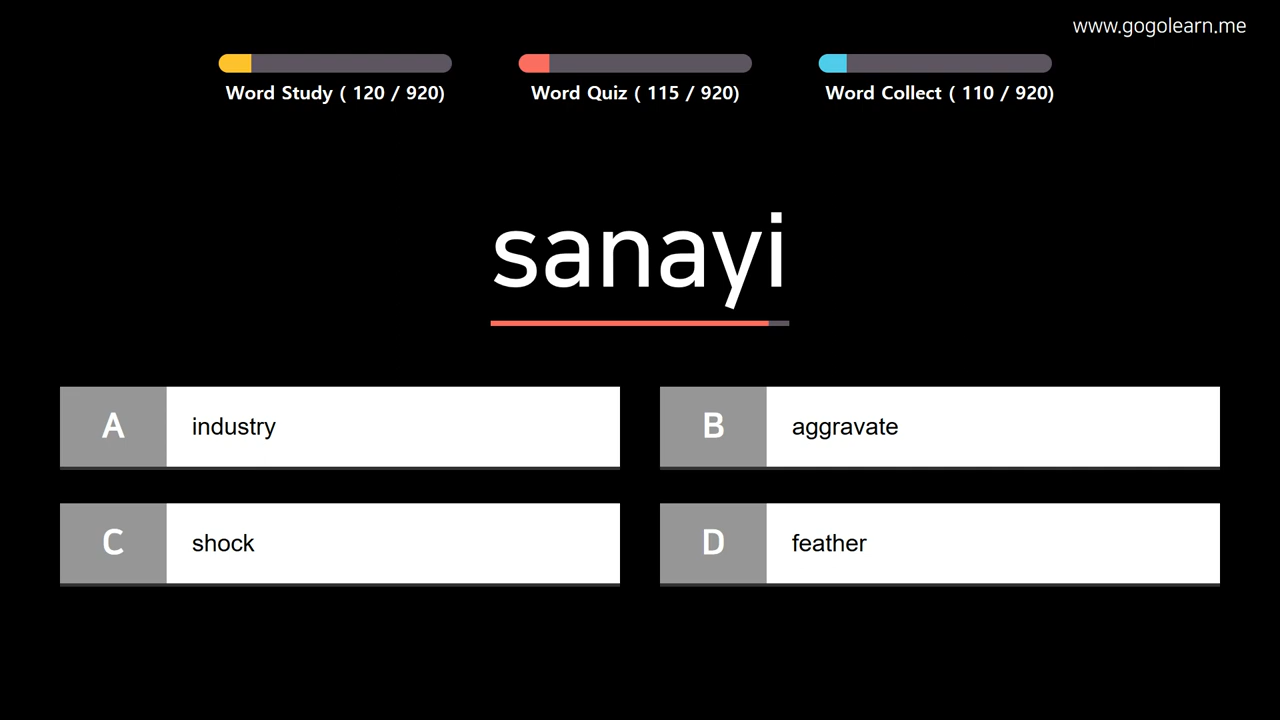 www.gogolearn.me
Word Study ( 120 / 920)
Word Quiz ( 115 / 920)
Word Collect ( 110 / 920)
sanayi
A industry
B aggravate
C shock
D feather